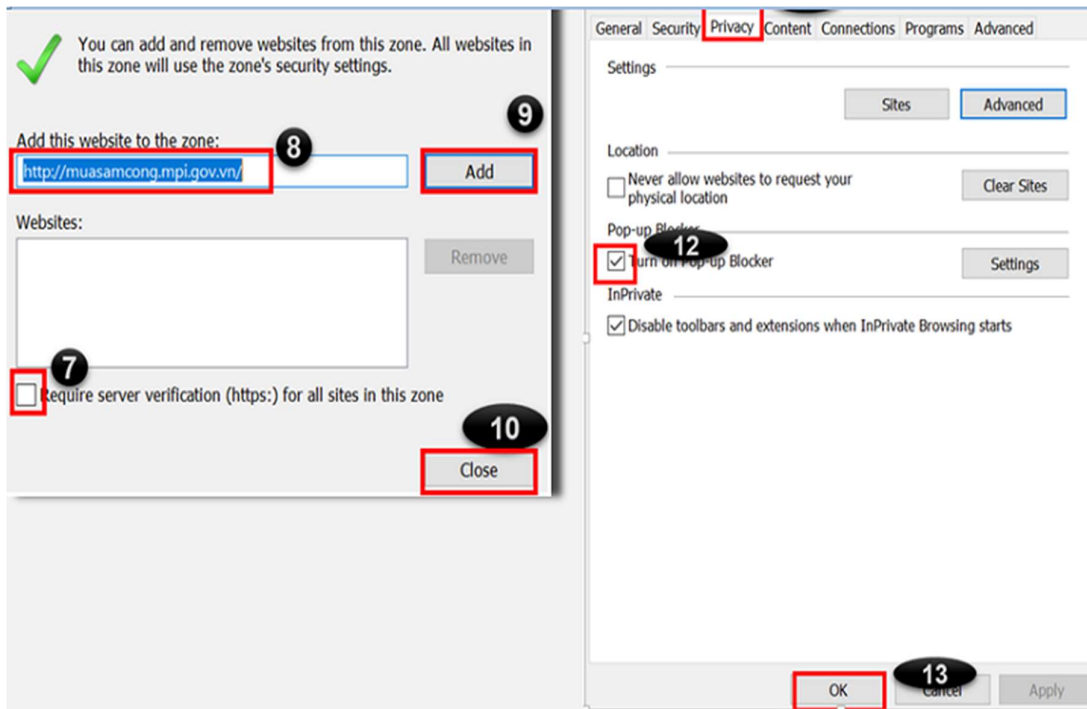 You can add and remove websites from this zone. All websites in
this zone will use the zone's security settings.
9
Add this website to the zone:
8
http://muasamcong.mpi.gov.vn/
Add
Websites:
Remove
7
Require server verification (https:) for all sites in this zone
10
Close
General Security Privacy Content Connections Programs Advanced
Settings
Sites Advanced
Location
Never allow websites to request your
physical location
Clear Sites
Pop-up Blocker
12
Turn on Pop-up Blocker
Settings
InPrivate
Disable toolbars and extensions when InPrivate Browsing starts
13
OK Cancel Apply